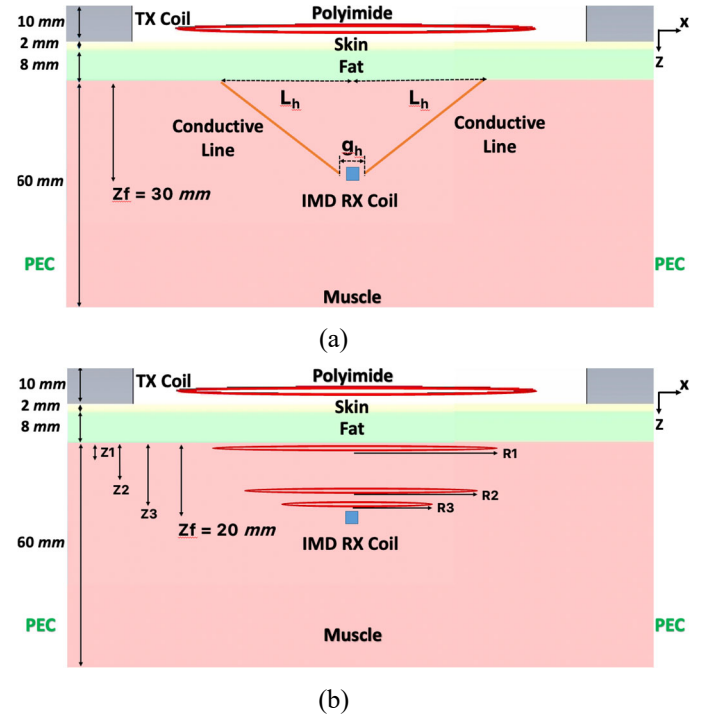 10 mm
TX Coil
Polyimide
X
2 mm
Skin
Z
8 mm
Fat
Lh
Lh
Conductive
Line
Conductive
Line
gh
60 mm
Zf = 30 mm
IMD RX Coil
PEC
PEC
Muscle
(a)
10 mm
TX Coil
Polyimide
X
2 mm
Skin
Z
8 mm
Fat
Z1
R1
Z2
R2
Z3
R3
Zf = 20 mm
60 mm
IMD RX Coil
PEC
PEC
Muscle
(b)